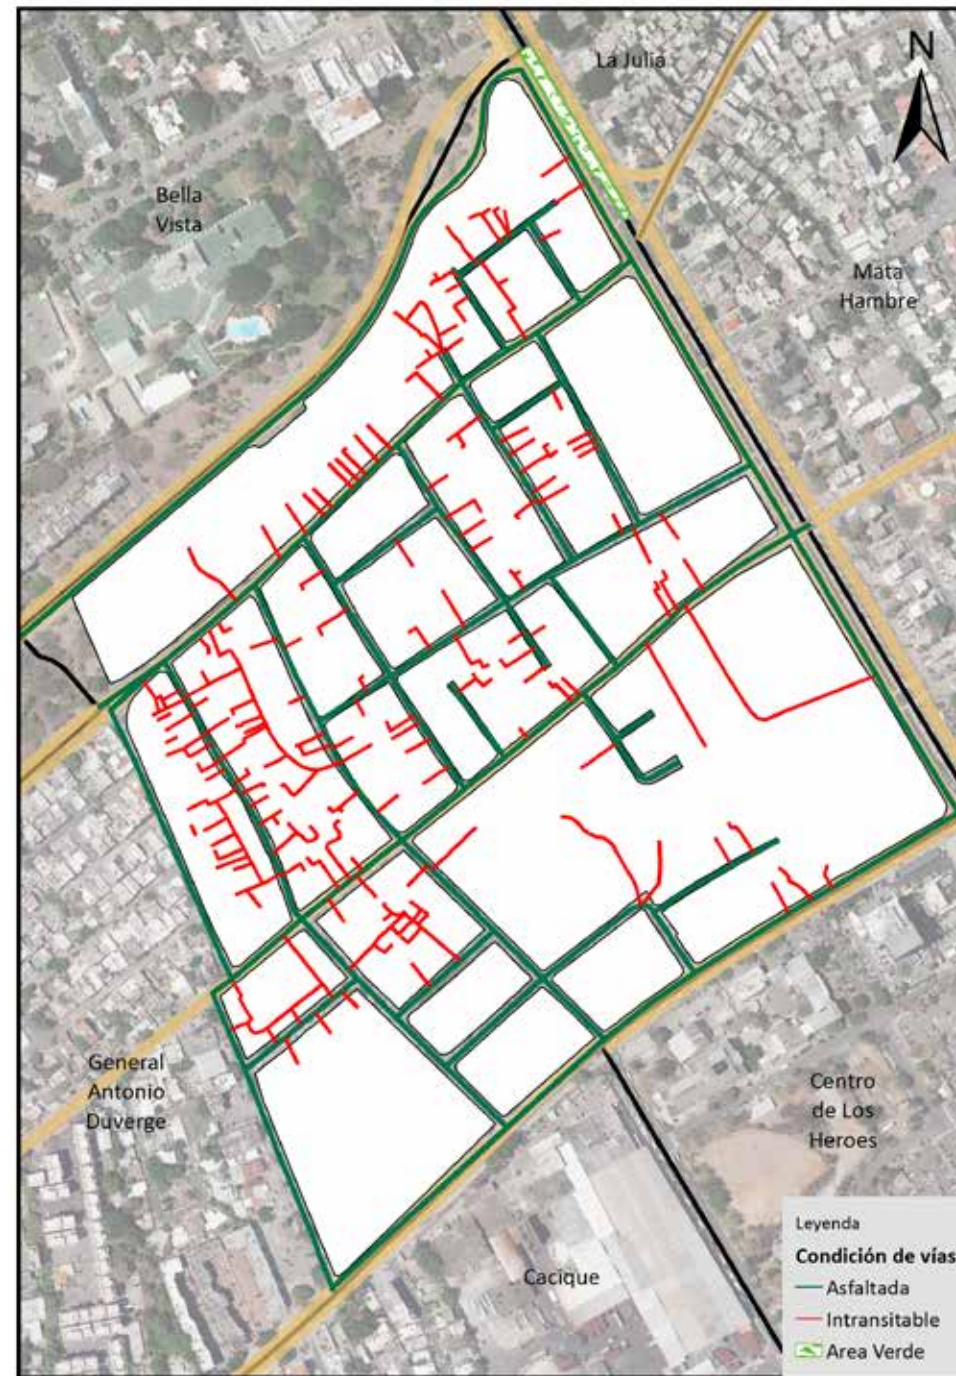 La Julia
N
Bella
Vista
Mata
Hambre
General
Antonio
Duverge
Centro
de Los
Heroes
Cacique
Leyenda
Condición de vías
Asfaltada
Intransitable
Area Verde